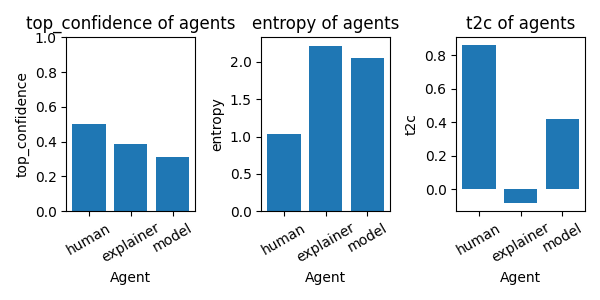 top_confidence of agents
top_confidence
1.0
0.8
0.6
0.4
0.2
0.0
human
explainer
model
Agent
entropy of agents
entropy
2.0
1.5
1.0
0.5
0.0
human
explainer
model
Agent
t2c of agents
t2c
0.8
0.6
0.4
0.2
0.0
human
explainer
model
Agent